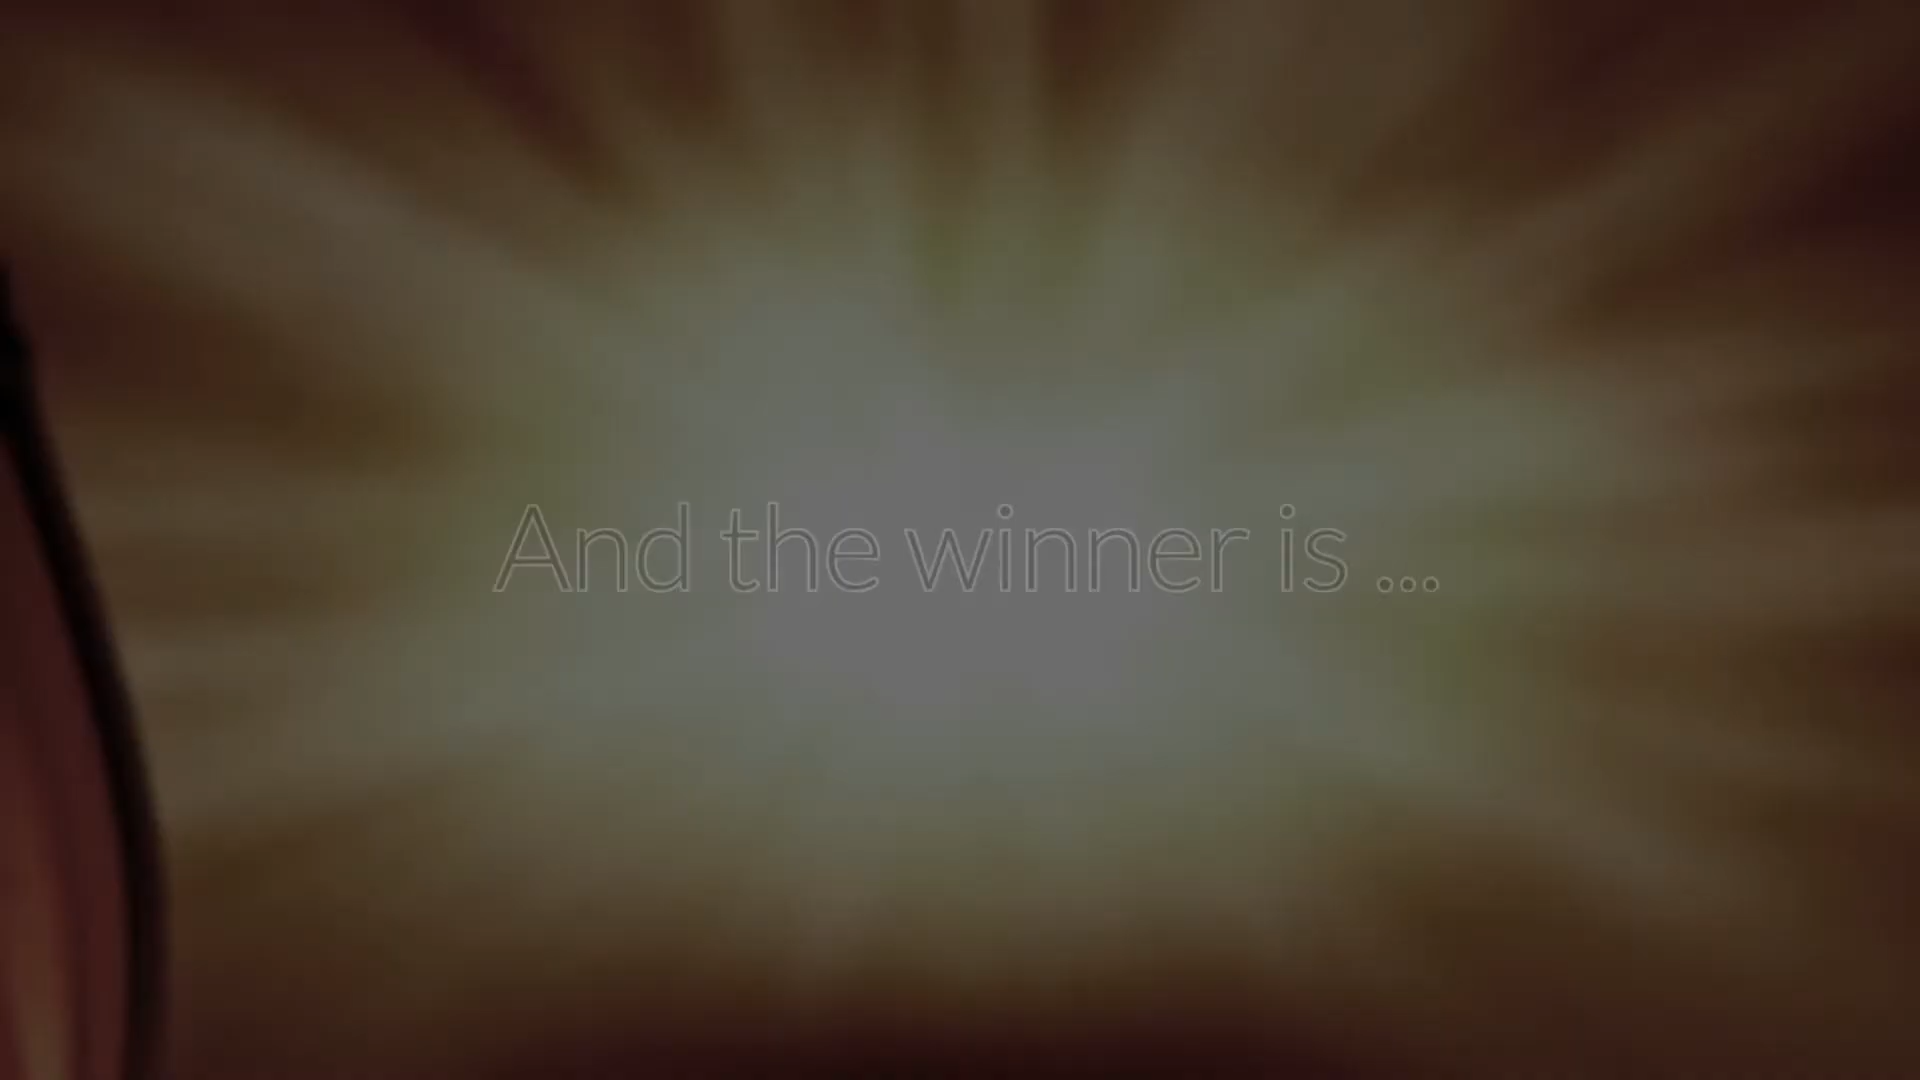 And the winner is ...